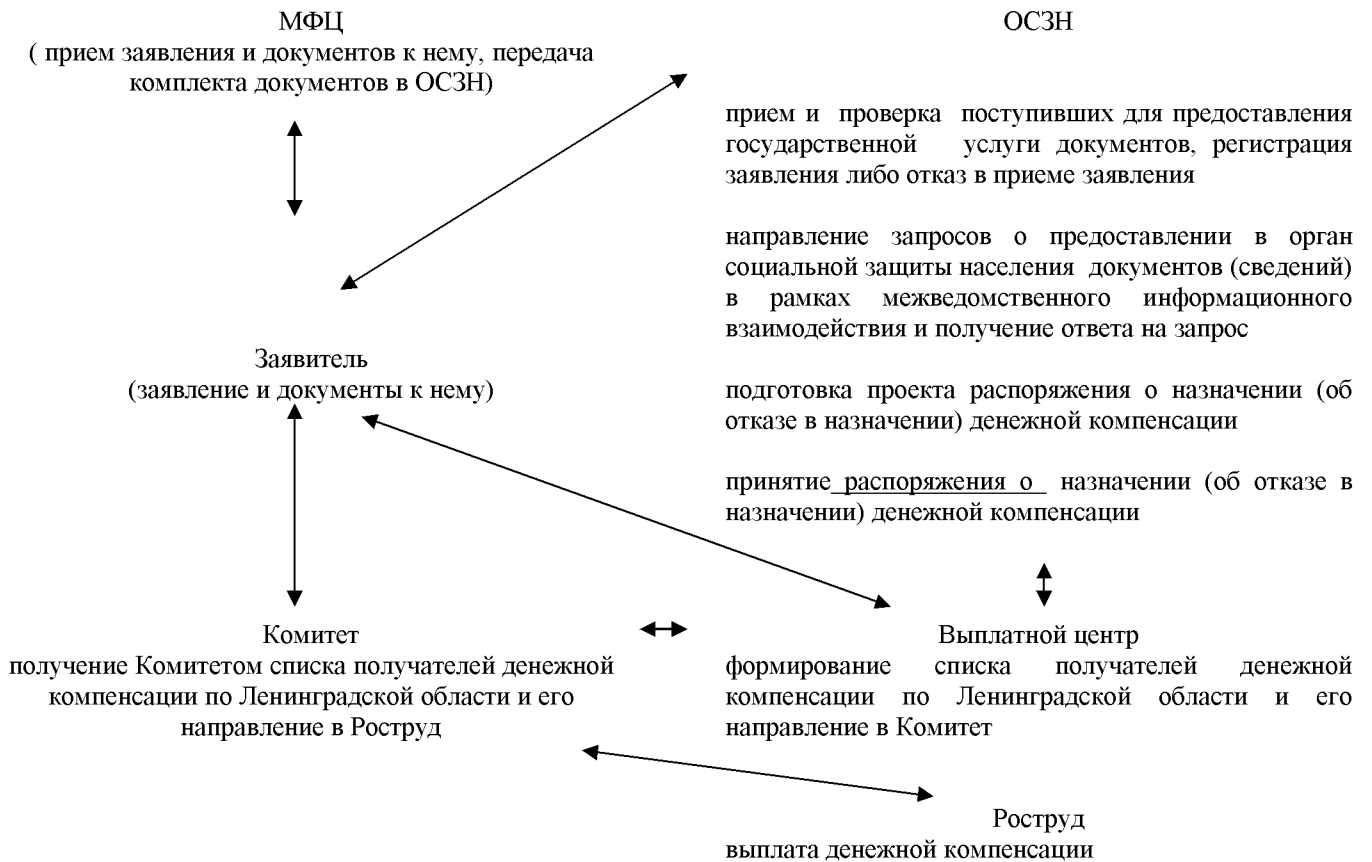 МФЦ
( прием заявления и документов к нему, передача
комплекта документов в ОСЗН)
ОСЗН
прием и проверка поступивших для предоставления
государственной услуги документов, регистрация
заявления либо отказ в приеме заявления
направление запросов о предоставлении в орган
социальной защиты населения документов (сведений)
в рамках межведомственного информационного
взаимодействия и получение ответа на запрос
Заявитель
(заявление и документы к нему)
подготовка проекта распоряжения о назначении (об
отказе в назначении) денежной компенсации
принятие распоряжения о назначении (об отказе в
назначении) денежной компенсации
Комитет
получение Комитетом списка получателей денежной
компенсации по Ленинградской области и его
направление в Роструд
Выплатной центр
формирование списка получателей денежной
компенсации по Ленинградской области и его
направление в Комитет
Роструд
выплата денежной компенсации